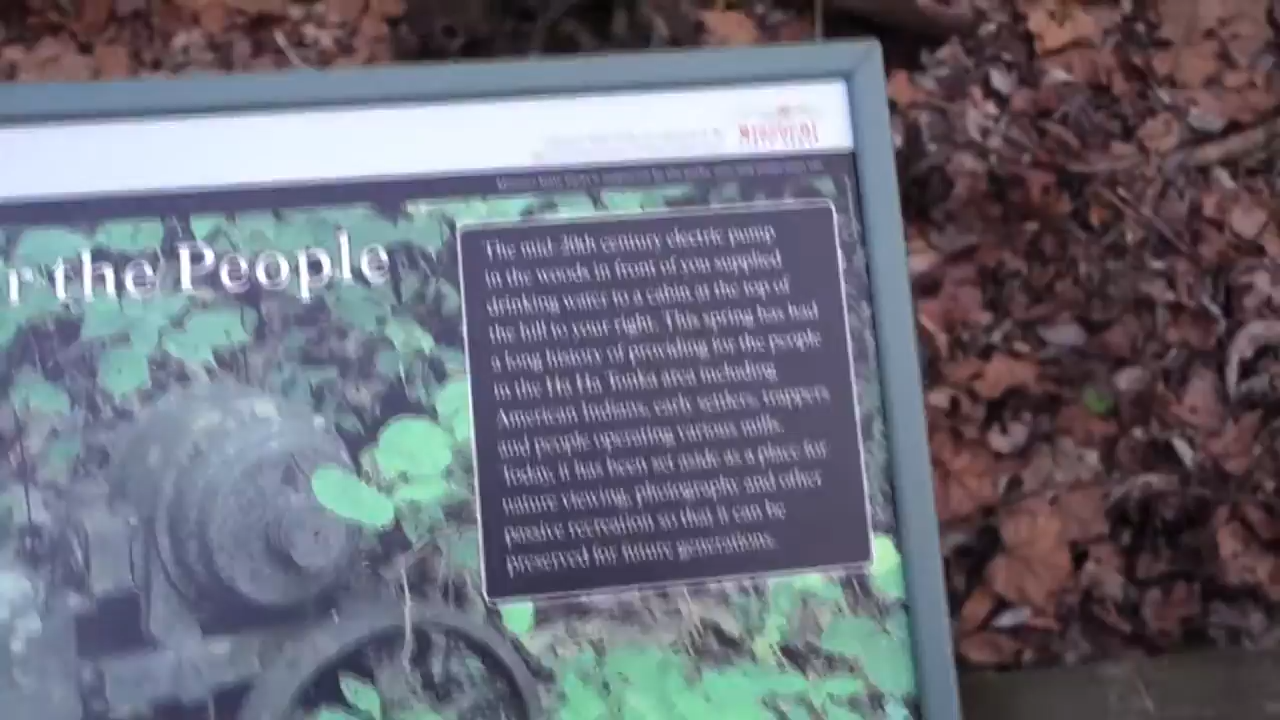 r the People
The mid-20th century electric pump
in the woods in front of you supplied
drinking water to a cabin at the top of
the hill to your right. This spring has had
a long history of providing for the people
in the Ha Ha Tonka area including
American Indians, early settlers, trappers
and people operating various mills.
Today, it has been set aside as a place for
nature viewing, photography and other
passive recreation so that it can be
preserved for future generations.